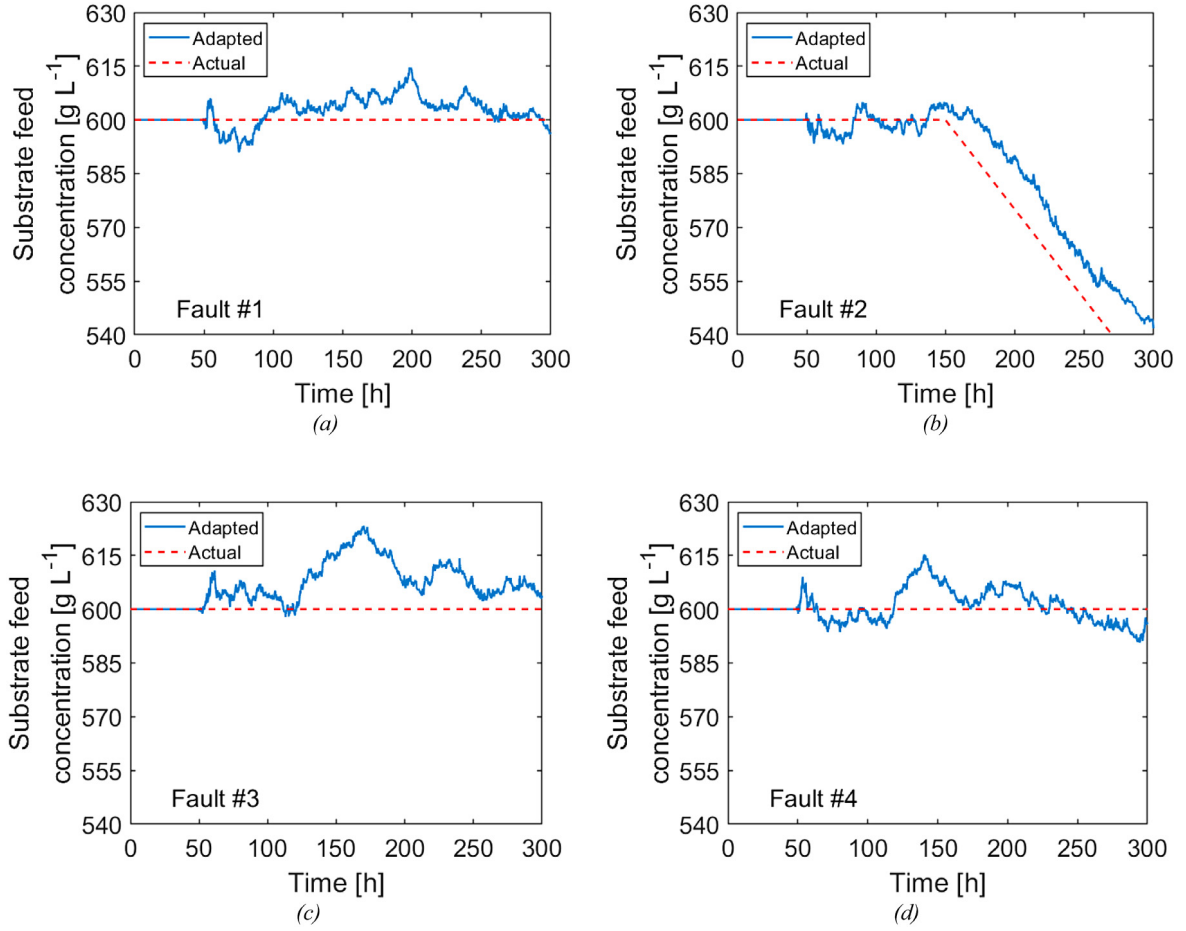 630
615
600
585
570
555
540
Substrate feed
concentration [g L-1]
Adapted
Actual
Fault #1
0 50 100 150 200 250 300
Time [h]
(a)
630
615
600
585
570
555
540
Substrate feed
concentration [g L-1]
Adapted
Actual
Fault #2
0 50 100 150 200 250 300
Time [h]
(b)
630
615
600
585
570
555
540
Substrate feed
concentration [g L-1]
Adapted
Actual
Fault #3
0 50 100 150 200 250 300
Time [h]
(c)
630
615
600
585
570
555
540
Substrate feed
concentration [g L-1]
Adapted
Actual
Fault #4
0 50 100 150 200 250 300
Time [h]
(d)